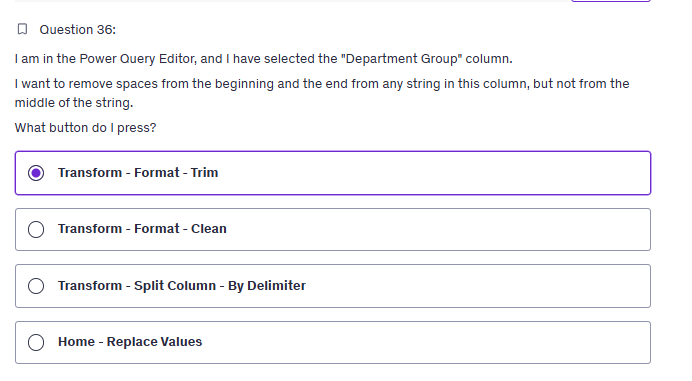 Question 36:
I am in the Power Query Editor, and I have selected the "Department Group" column.
I want to remove spaces from the beginning and the end from any string in this column, but not from the
middle of the string.
What button do I press?
Transform - Format - Trim
Transform - Format - Clean
Transform - Split Column - By Delimiter
Home - Replace Values